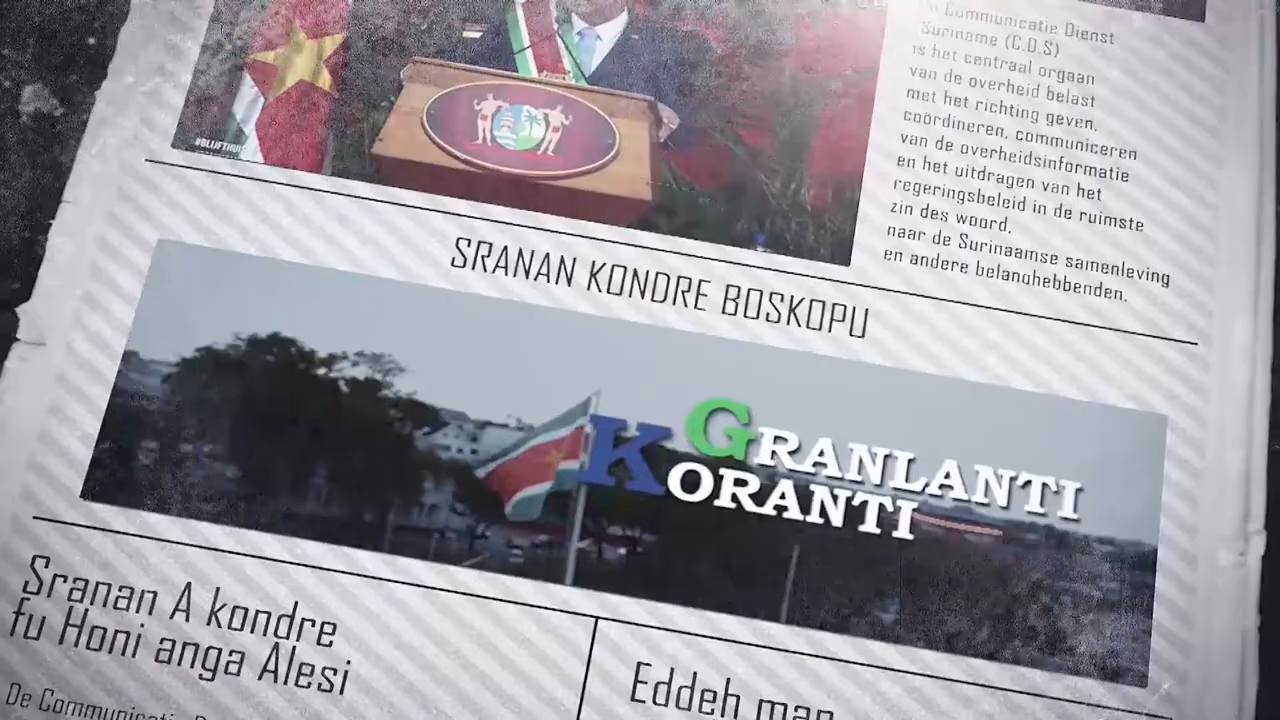 De Communicatie Dienst
Suriname (C.D.S)
is het centraal orgaan
van de overheid belast
met het richting geven,
coördineren, communiceren
van de overheidsinformatie
en het uitdragen van het
regeringsbeleid in de ruimste
zin des woord,
naar de Surinaamse samenleving
en andere belanghebbenden.
SRANAN KONDRE BOSKOPU
GRANLANTI
KORANTI
Sranan A kondre
fu Honi anga Alesi
De
Eddeh man